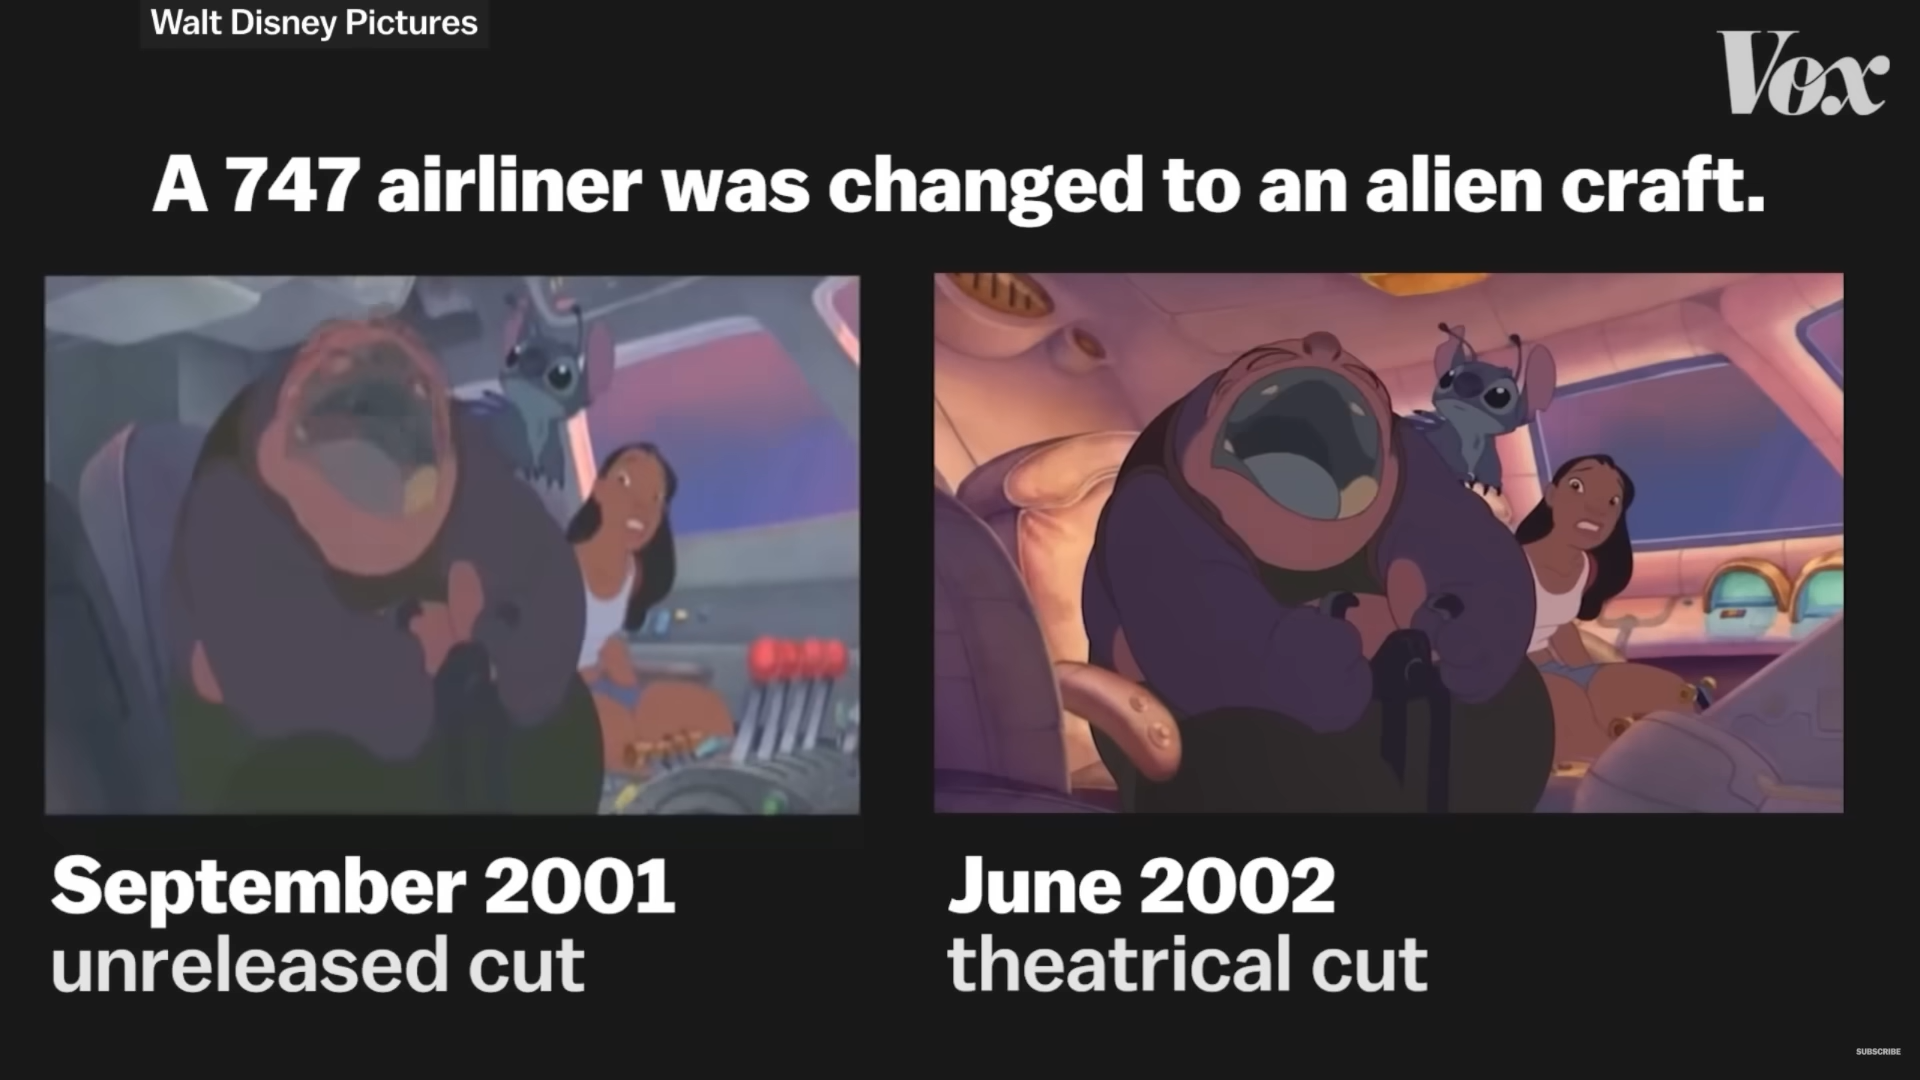 Walt Disney Pictures
Vox
A 747 airliner was changed to an alien craft.
September 2001
unreleased cut
June 2002
theatrical cut
SUBSCRIBE